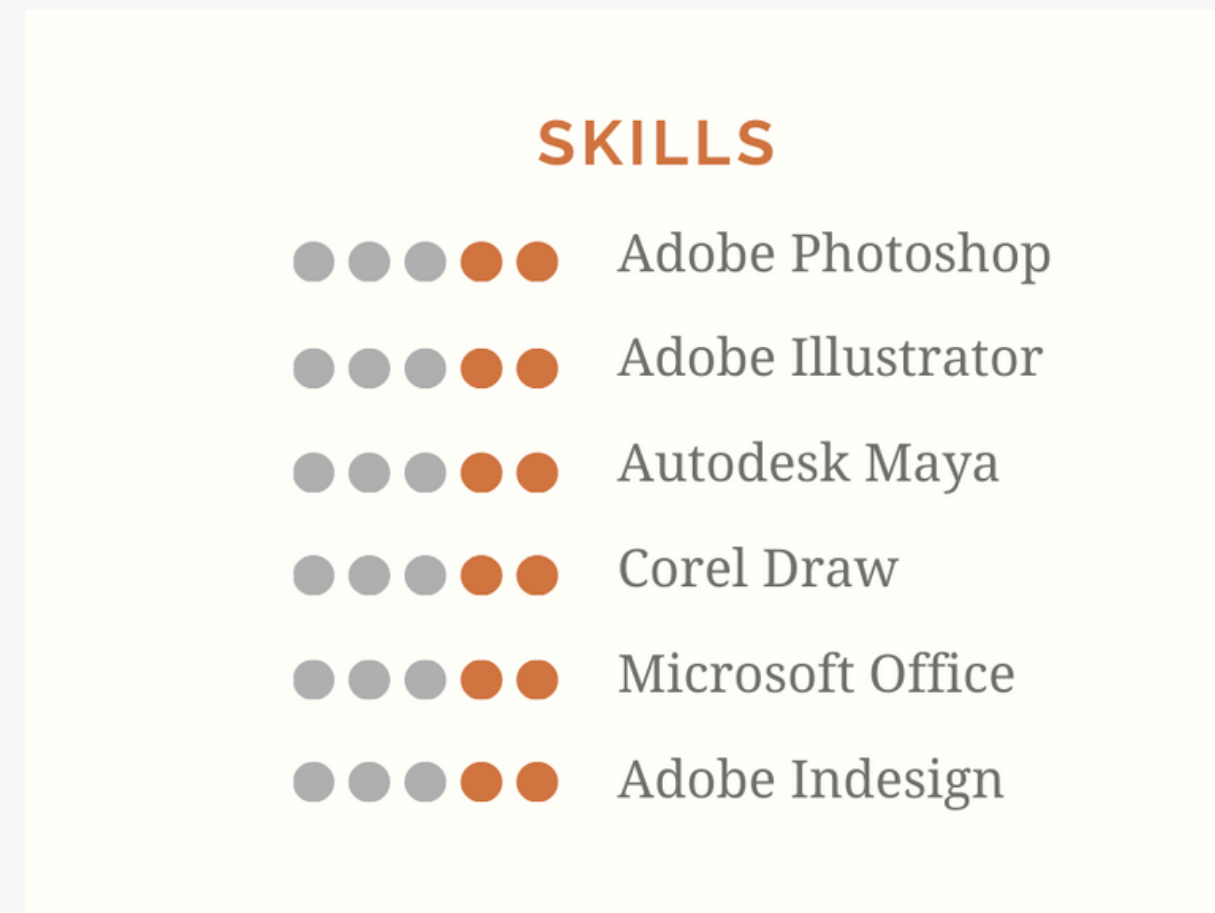 SKILLS
Adobe Photoshop
Adobe Illustrator
Autodesk Maya
Corel Draw
Microsoft Office
Adobe Indesign